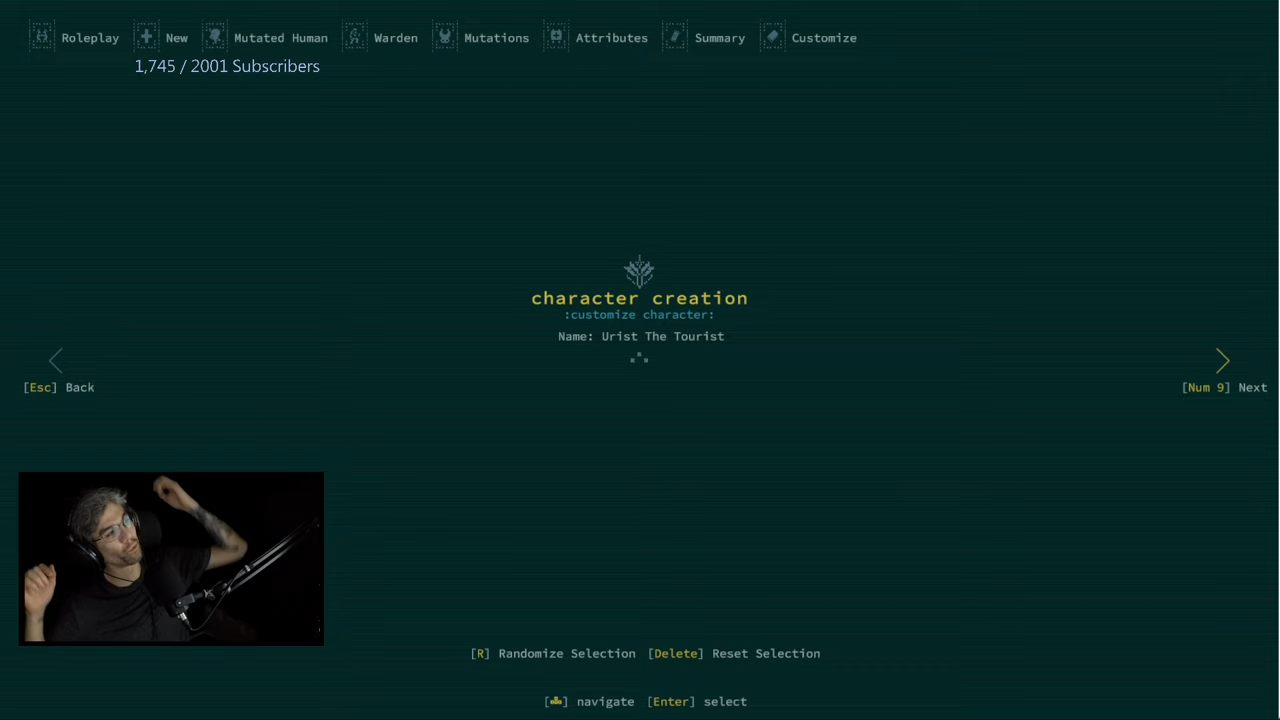 Roleplay New Mutated Human Warden Mutations Attributes Summary Customize
1,745 / 2001 Subscribers
character creation
:customize character:
Name: Urist The Tourist
[Esc] Back
[Num 9] Next
[R] Randomize Selection [Delete] Reset Selection
[] navigate [Enter] select